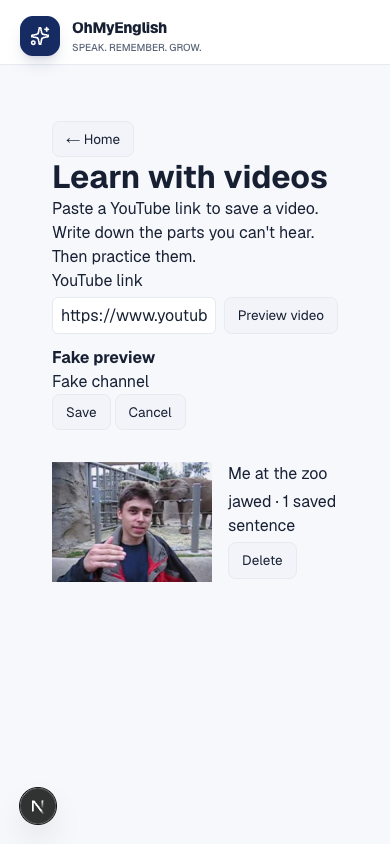 OhMyEnglish
SPEAK. REMEMBER. GROW.
← Home
Learn with videos
Paste a YouTube link to save a video.
Write down the parts you can't hear.
Then practice them.
YouTube link
https://www.youtub
Preview video
Fake preview
Fake channel
Save
Cancel
Me at the zoo
jawed · 1 saved
sentence
Delete
N